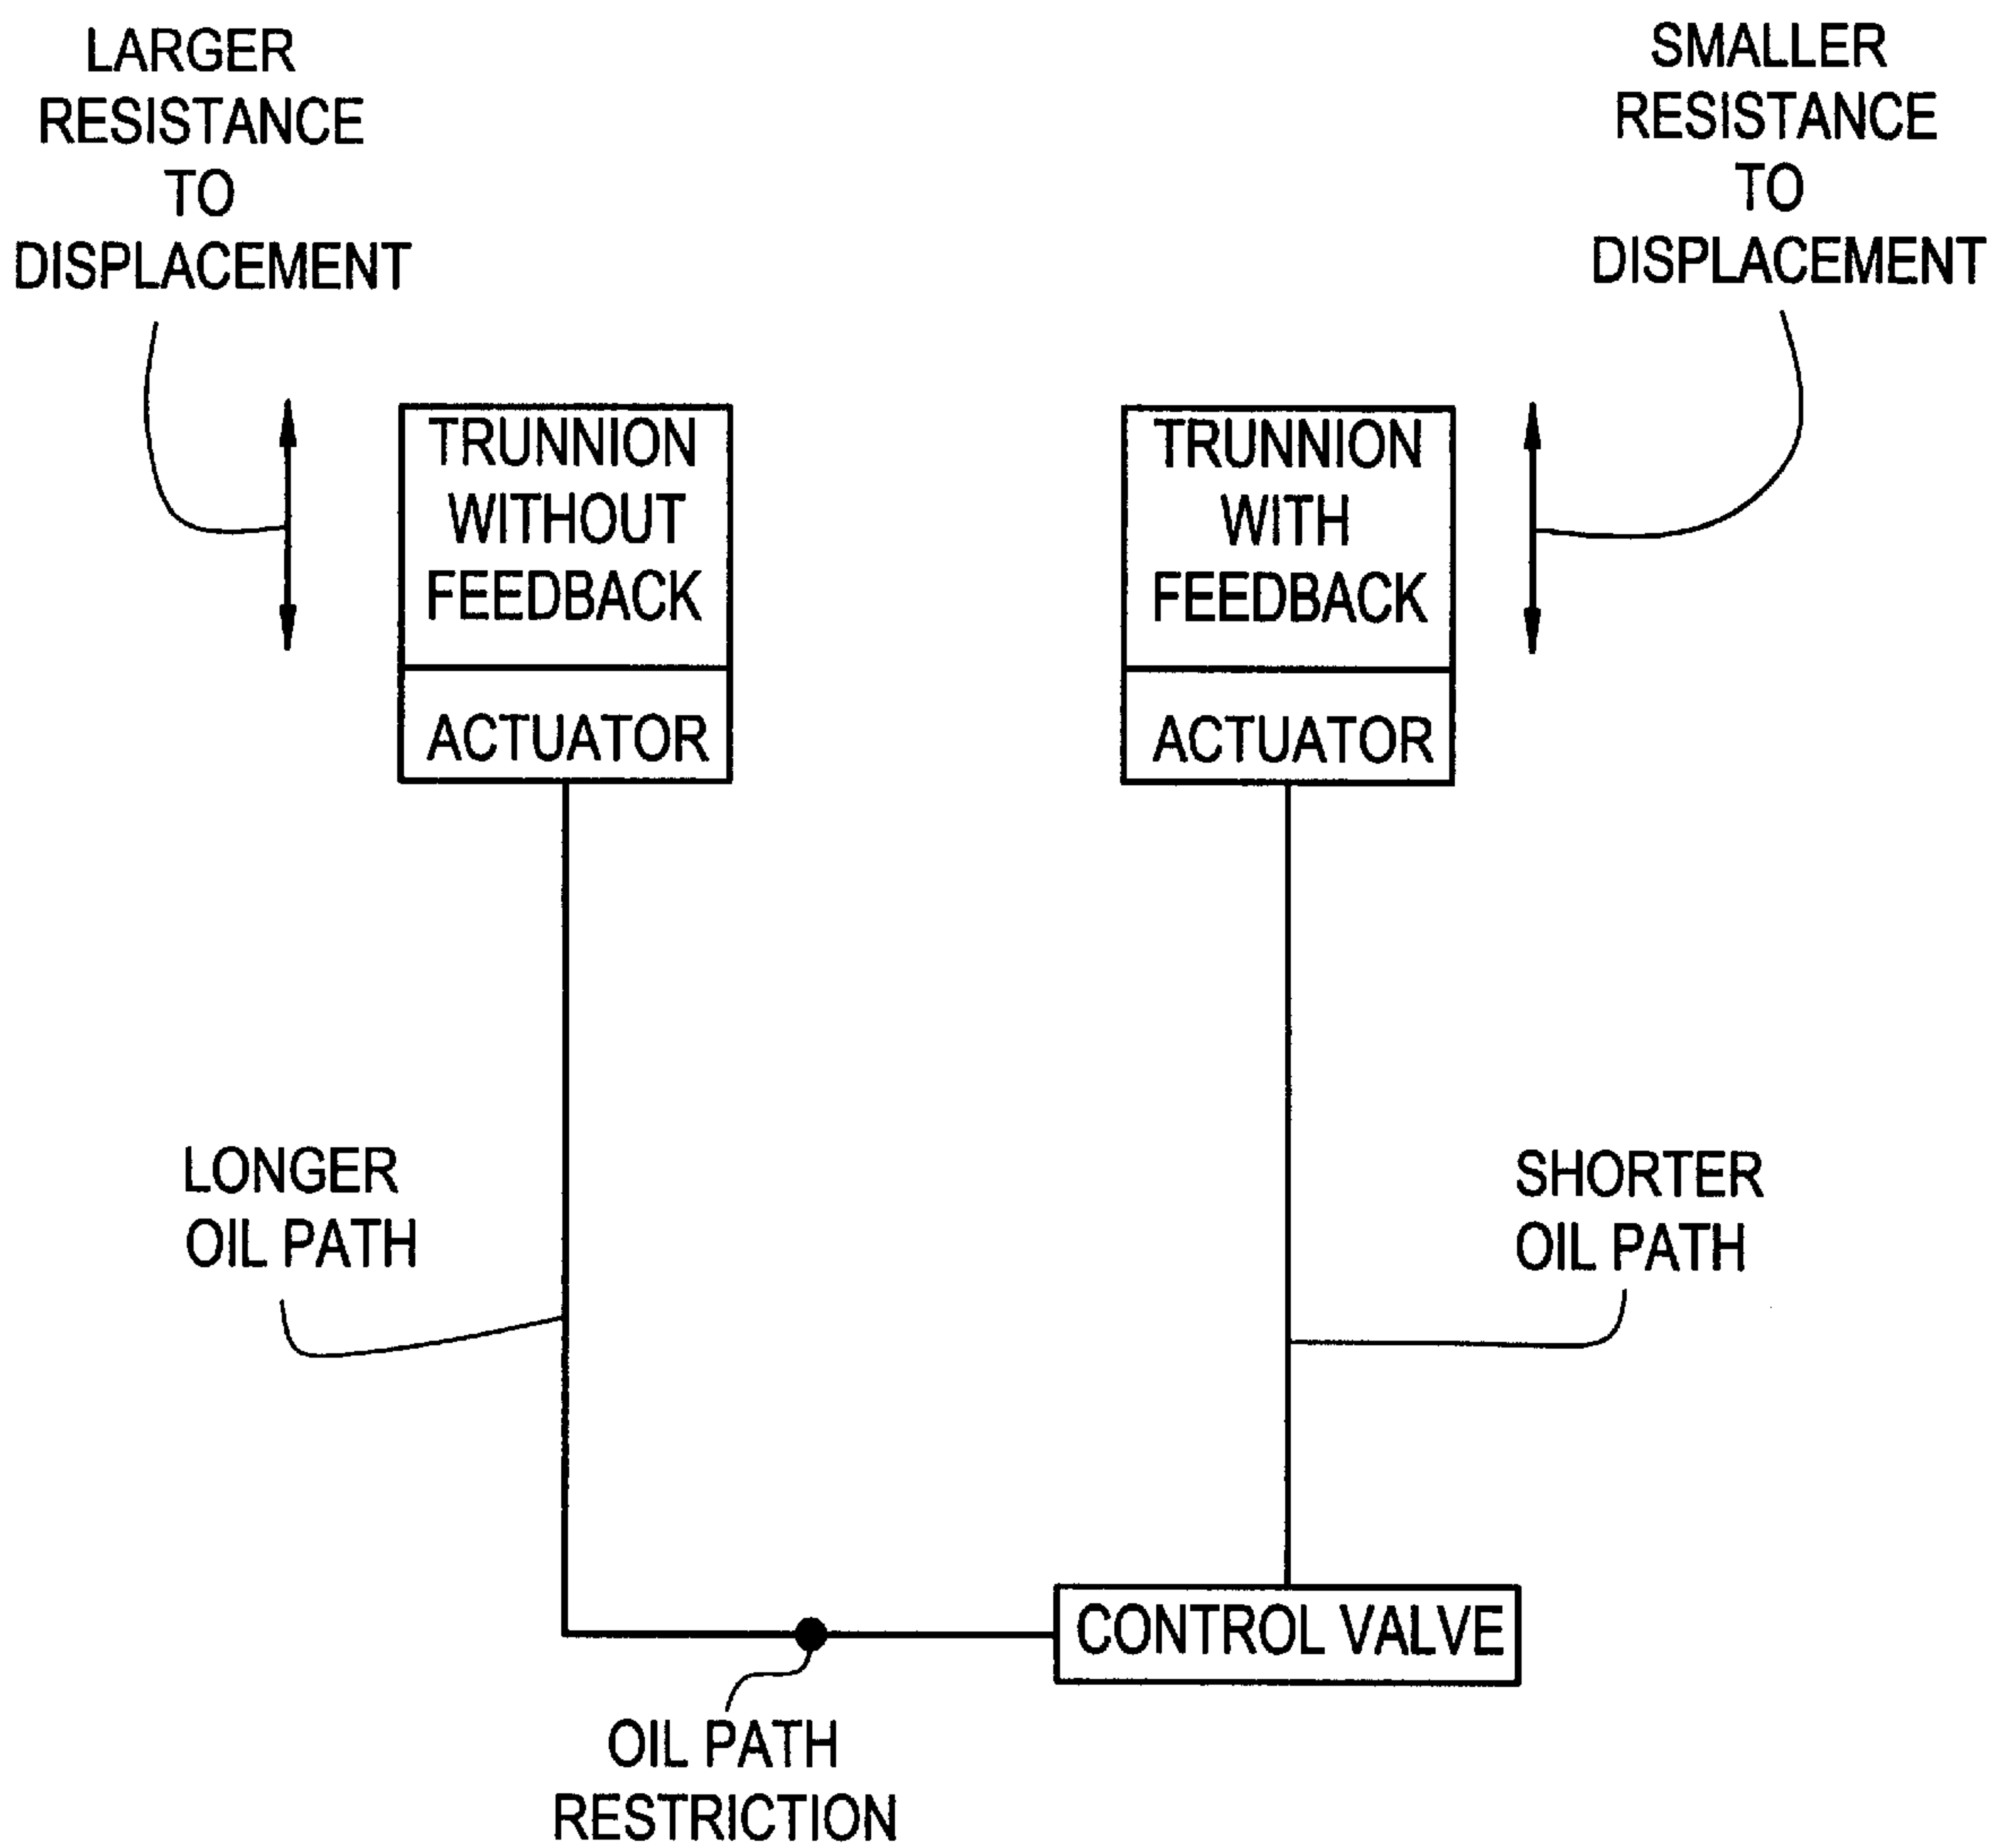 LARGER
RESISTANCE
TO
DISPLACEMENT
SMALLER
RESISTANCE
TO
DISPLACEMENT
TRUNNION
WITHOUT
FEEDBACK
ACTUATOR
TRUNNION
WITH
FEEDBACK
ACTUATOR
LONGER
OIL PATH
SHORTER
OIL PATH
CONTROL VALVE
OIL PATH
RESTRICTION